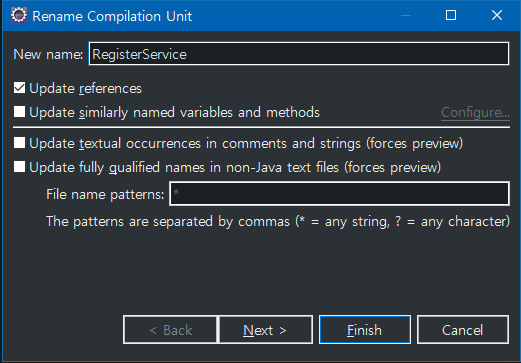 Rename Compilation Unit
New name: RegisterService
Update references
Update similarly named variables and methods Configure...
Update textual occurrences in comments and strings (forces preview)
Update fully qualified names in non-Java text files (forces preview)
File name patterns: *
The patterns are separated by commas (* = any string, ? = any character)
< Back Next > Finish Cancel